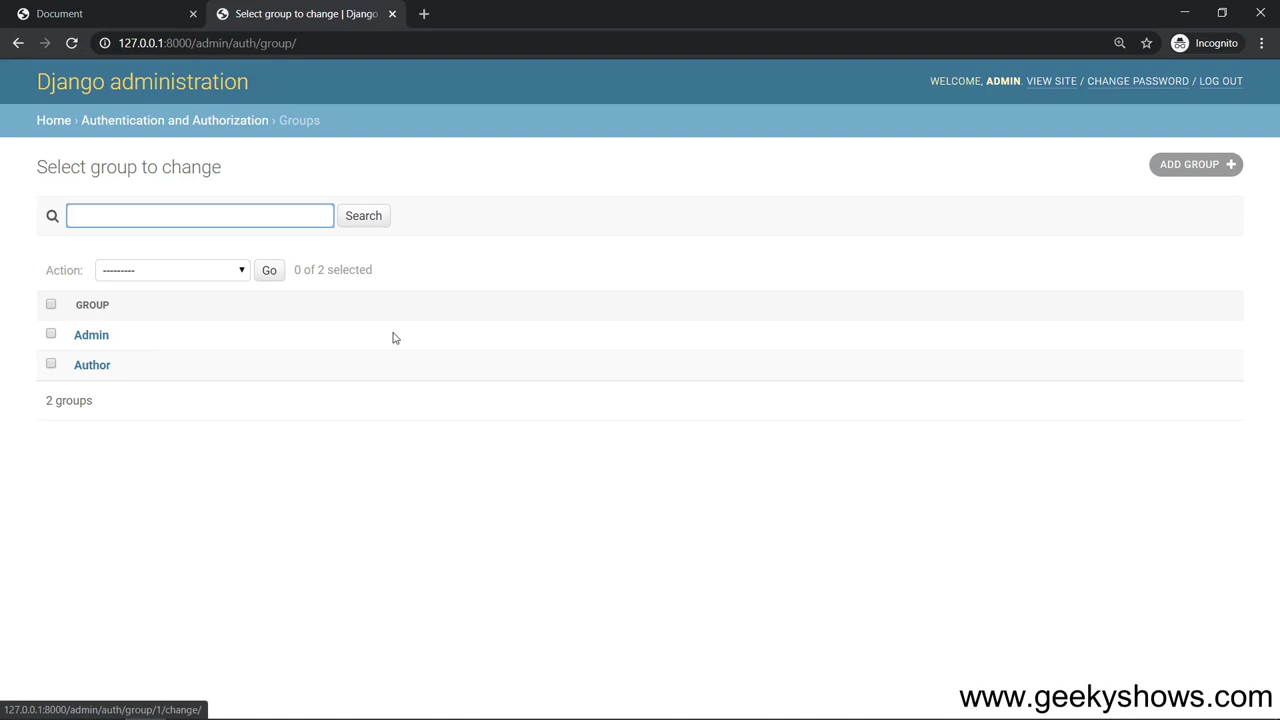 Document
Select group to change | Django
127.0.0.1:8000/admin/auth/group/
Incognito
Django administration
WELCOME, ADMIN. VIEW SITE / CHANGE PASSWORD / LOG OUT
Home › Authentication and Authorization › Groups
Select group to change
ADD GROUP +
Search
Action: --------- Go 0 of 2 selected
GROUP
Admin
Author
2 groups
www.geekyshows.com
127.0.0.1:8000/admin/auth/group/1/change/